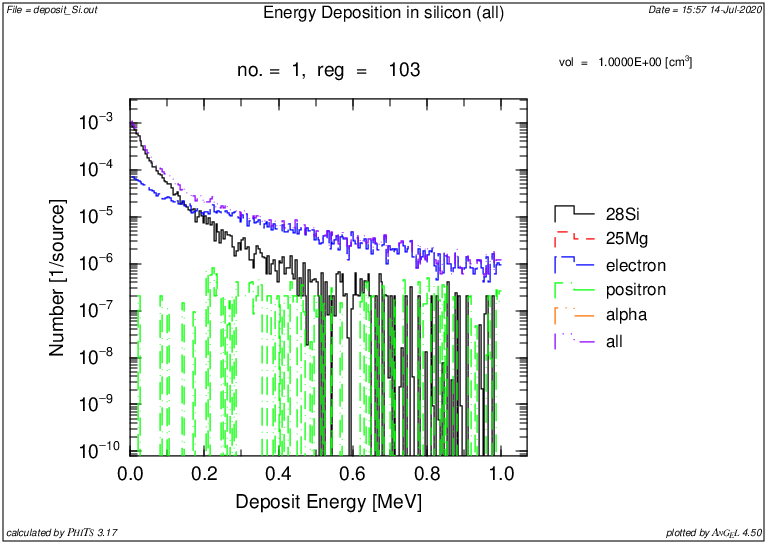 File = deposit_Si.out
Energy Deposition in silicon (all)
Date = 15:57 14-Jul-2020
no. = 1, reg = 103
vol = 1.0000E+00 [cm³]
10⁻³
10⁻⁴
10⁻⁵
10⁻⁶
10⁻⁷
10⁻⁸
10⁻⁹
10⁻¹⁰
Number [1/source]
0.0 0.2 0.4 0.6 0.8 1.0
Deposit Energy [MeV]
28Si
25Mg
electron
positron
alpha
all
calculated by PHITS 3.17
plotted by ANGEL 4.50